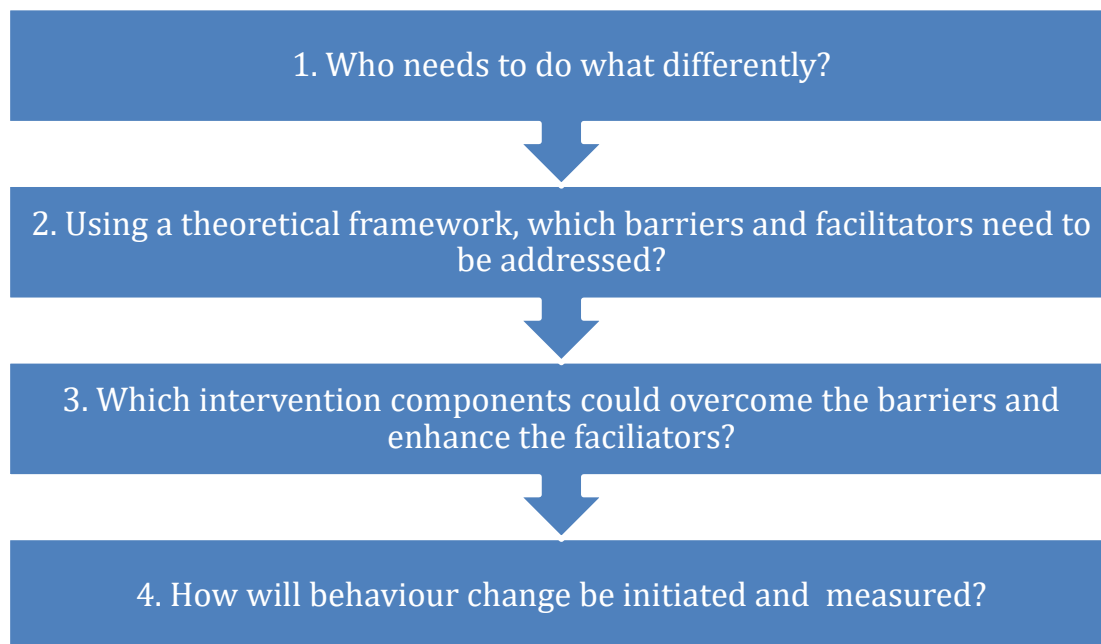 1. Who needs to do what differently?
2. Using a theoretical framework, which barriers and facilitators need to
be addressed?
3. Which intervention components could overcome the barriers and
enhance the faciliators?
4. How will behaviour change be initiated and  measured?